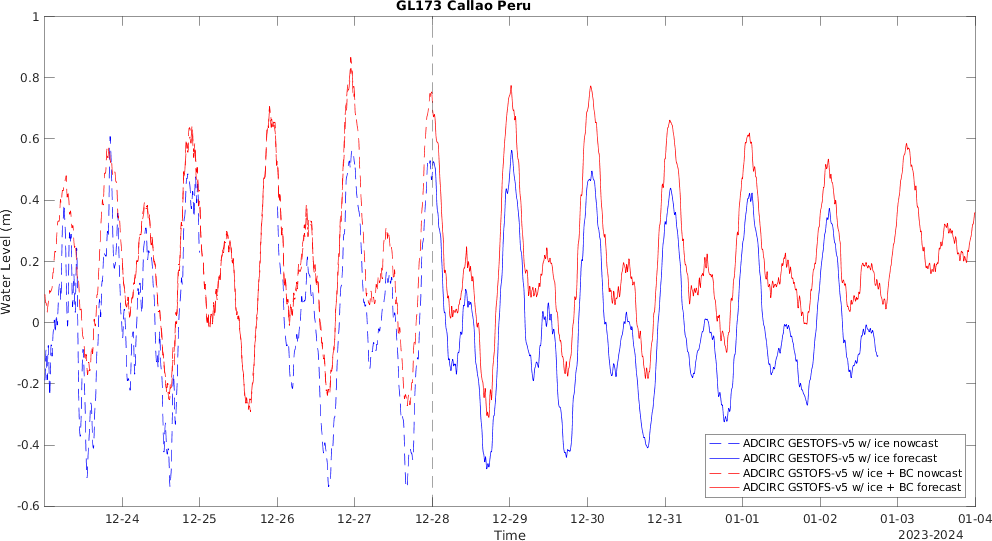 GL173 Callao Peru
1
0.8
0.6
0.4
0.2
0
-0.2
-0.4
-0.6
Water Level (m)
12-24 12-25 12-26 12-27 12-28 12-29 12-30 12-31 01-01 01-02 01-03 01-04
Time
2023-2024
ADCIRC GESTOFS-v5 w/ ice nowcast
ADCIRC GESTOFS-v5 w/ ice forecast
ADCIRC GSTOFS-v5 w/ ice + BC nowcast
ADCIRC GSTOFS-v5 w/ ice + BC forecast